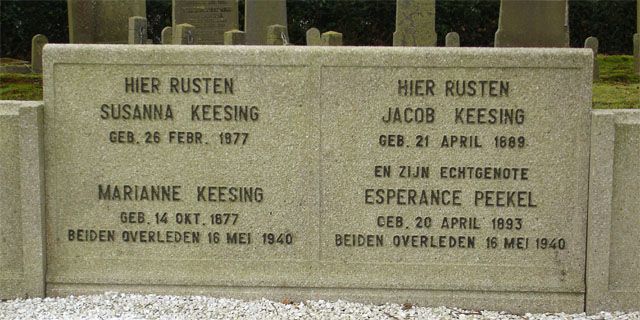 HIER RUSTEN
SUSANNA KEESING
GEB. 26 FEBR. 1877
MARIANNE KEESING
GEB. 14 OKT. 1877
BEIDEN OVERLEDEN 16 MEI 1940
HIER RUSTEN
JACOB KEESING
GEB. 21 APRIL 1889
EN ZIJN ECHTGENOTE
ESPERANCE PEEKEL
GEB. 20 APRIL 1893
BEIDEN OVERLEDEN 16 MEI 1940